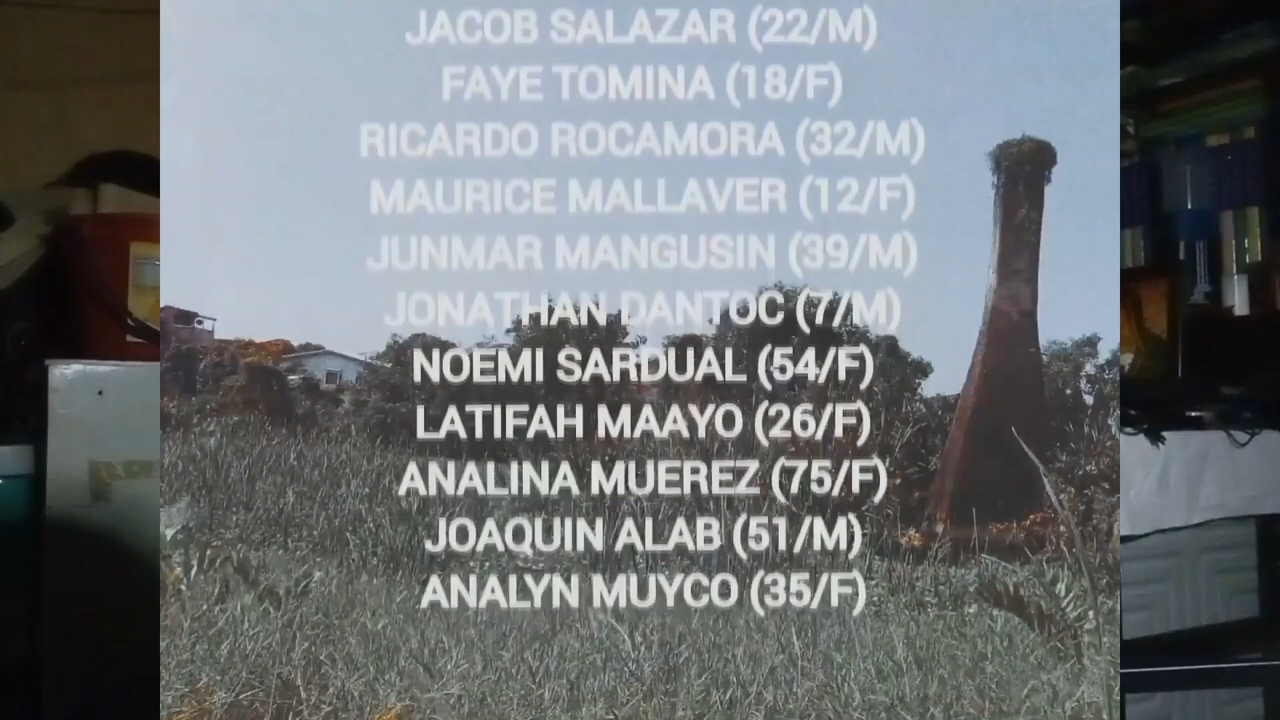 JACOB SALAZAR (22/M)
FAYE TOMINA (18/F)
RICARDO ROCAMORA (32/M)
MAURICE MALLAVER (12/F)
JUNMAR MANGUSIN (39/M)
JONATHAN DANTOC (7/M)
NOEMI SARDUAL (54/F)
LATIFAH MAAYO (26/F)
ANALINA MUEREZ (75/F)
JOAQUIN ALAB (51/M)
ANALYN MUYCO (35/F)